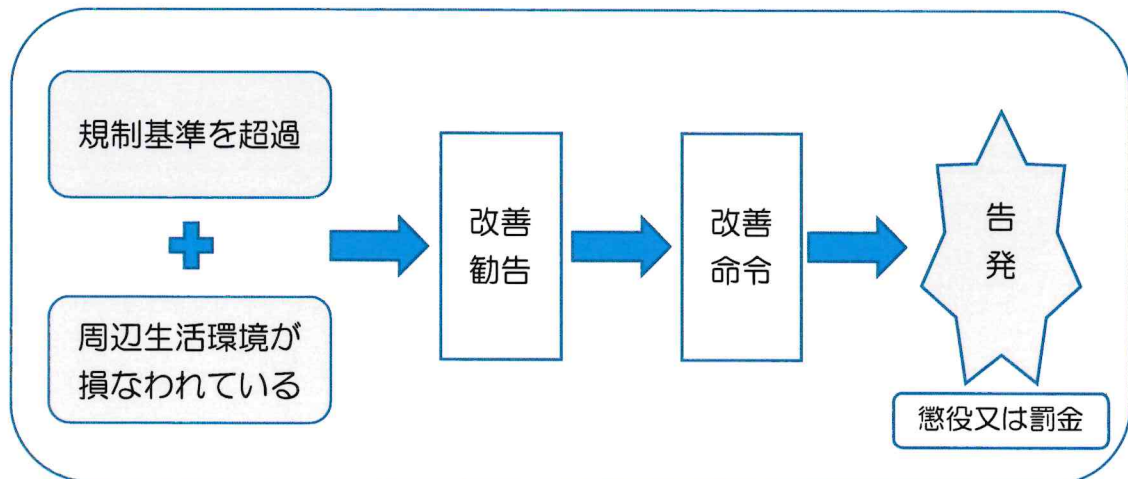 規制基準を超過
周辺生活環境が
損なわれている
改善
勧告
改善
命令
告
発
懲役又は罰金